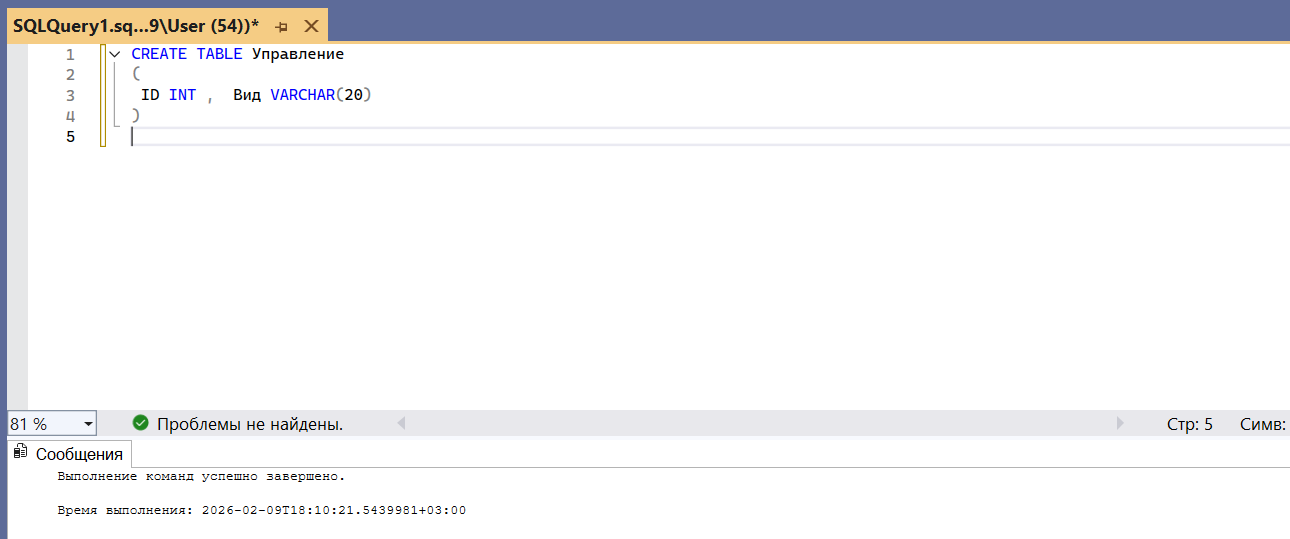 SQLQuery1.sq...9\User (54))*
1 CREATE TABLE Управление
2 (
3 ID INT , Вид VARCHAR(20)
4 )
5
81 % Проблемы не найдены. Стр: 5 Симв:
Сообщения
Выполнение команд успешно завершено.
Время выполнения: 2026-02-09T18:10:21.5439981+03:00